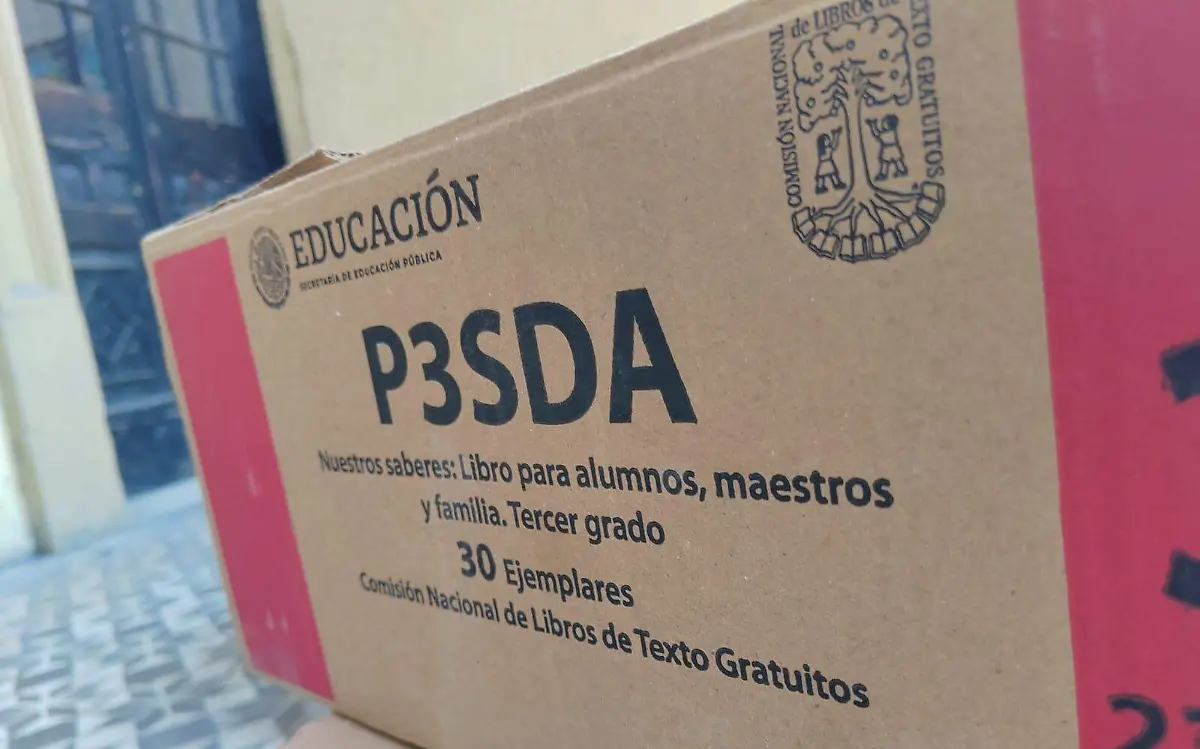 COMISIÓN NACIONAL de LIBROS de TEXTO GRATUITOS
EDUCACIÓN
SECRETARÍA DE EDUCACIÓN PÚBLICA
P3SDA
Nuestros saberes: Libro para alumnos, maestros
y familia. Tercer grado
30 Ejemplares
Comisión Nacional de Libros de Texto Gratuitos